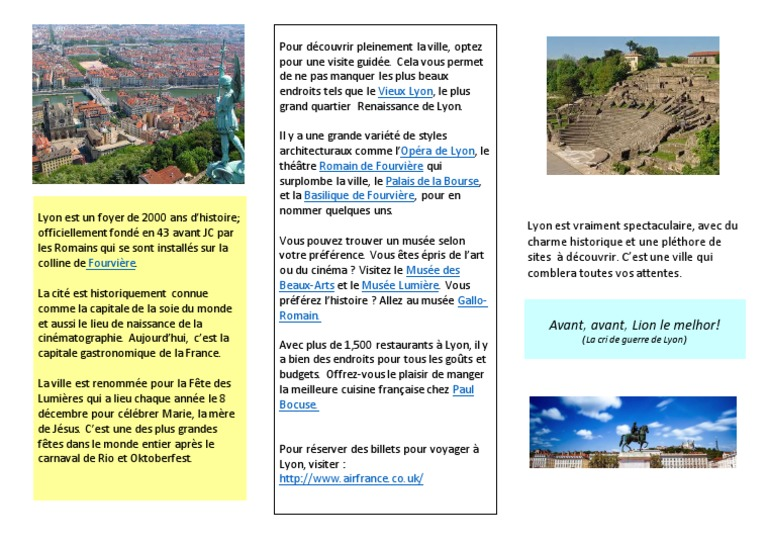 Lyon est un foyer de 2000 ans d'histoire;
officiellement fondé en 43 avant JC par
les Romains qui se sont installés sur la
colline de Fourvière.
La cité est historiquement connue
comme la capitale de la soie du monde
et aussi le lieu de naissance de la
cinématographie. Aujourd'hui, c'est la
capitale gastronomique de la France.
La ville est renommée pour la Fête des
Lumières qui a lieu chaque année le 8
décembre pour célébrer Marie, la mère
de Jésus. C'est une des plus grandes
fêtes dans le monde entier après le
carnaval de Rio et Oktoberfest.
Pour découvrir pleinement la ville, optez
pour une visite guidée. Cela vous permet
de ne pas manquer les plus beaux
endroits tels que le Vieux Lyon, le plus
grand quartier Renaissance de Lyon.
Il y a une grande variété de styles
architecturaux comme l'Opéra de Lyon, le
théâtre Romain de Fourvière qui
surplombe la ville, le Palais de la Bourse,
et la Basilique de Fourvière, pour en
nommer quelques uns.
Vous pouvez trouver un musée selon
votre préférence. Vous êtes épris de l'art
ou du cinéma ? Visitez le Musée des
Beaux-Arts et le Musée Lumière. Vous
préférez l'histoire ? Allez au musée Gallo-
Romain.
Avec plus de 1,500 restaurants à Lyon, il y
a bien des endroits pour tous les goûts et
budgets. Offrez-vous le plaisir de manger
la meilleure cuisine française chez Paul
Bocuse.
Pour réserver des billets pour voyager à
Lyon, visiter :
http://www.airfrance.co.uk/
Lyon est vraiment spectaculaire, avec du
charme historique et une pléthore de
sites à découvrir. C'est une ville qui
comblera toutes vos attentes.
Avant, avant, Lion le melhor!
(La cri de guerre de Lyon)